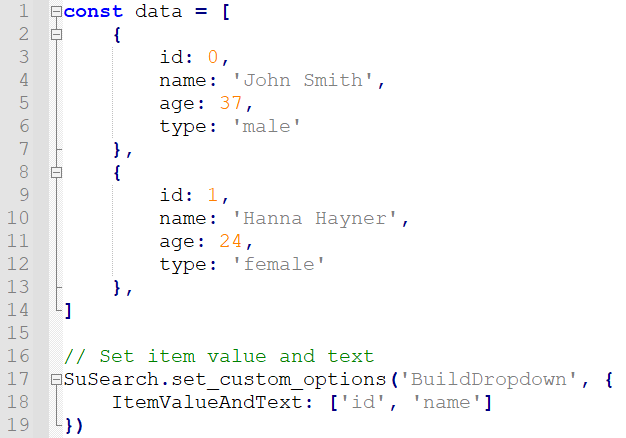 1 const data = [
2 {
3 id: 0,
4 name: 'John Smith',
5 age: 37,
6 type: 'male'
7 },
8 {
9 id: 1,
10 name: 'Hanna Hayner',
11 age: 24,
12 type: 'female'
13 },
14 ]
15
16 // Set item value and text
17 SuSearch.set_custom_options('BuildDropdown', {
18 ItemValueAndText: ['id', 'name']
19 })